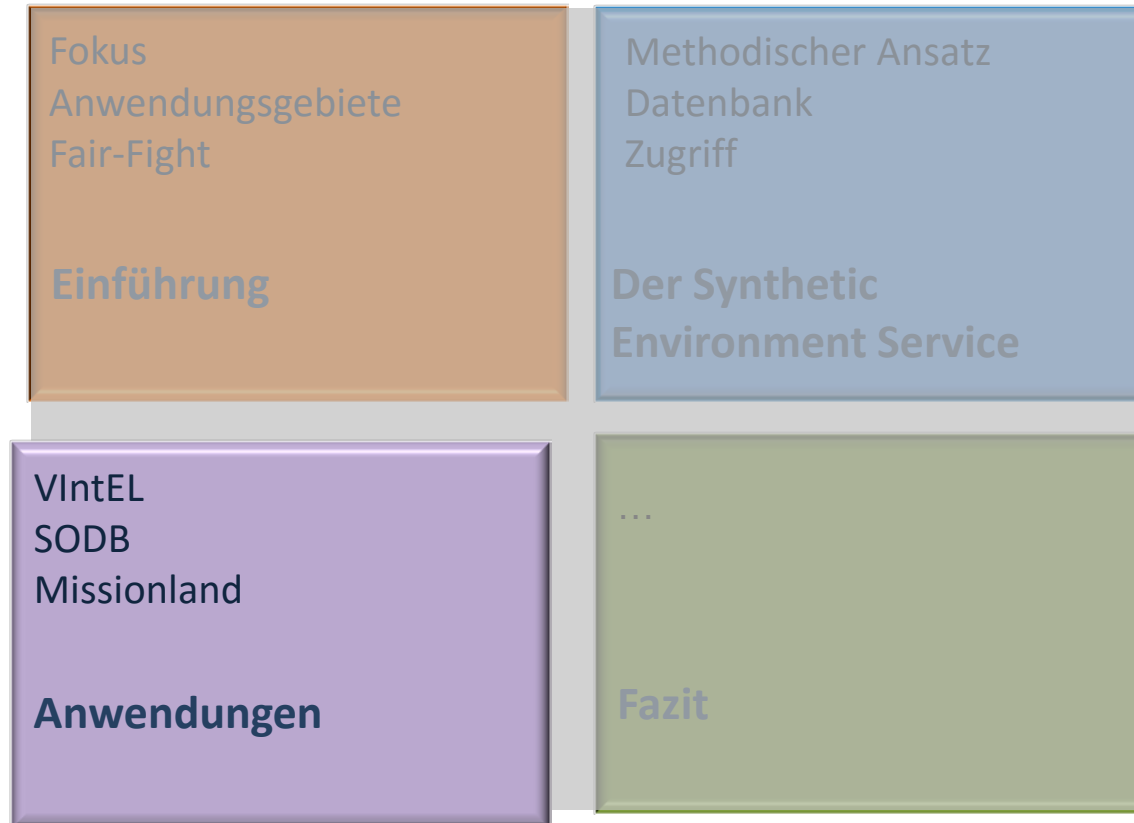 Fokus
Anwendungsgebiete
Fair-Fight
Einführung
Methodischer Ansatz
Datenbank
Zugriff
Der Synthetic
Environment Service
VIntEL
SODB
Missionland
Anwendungen
…
Fazit